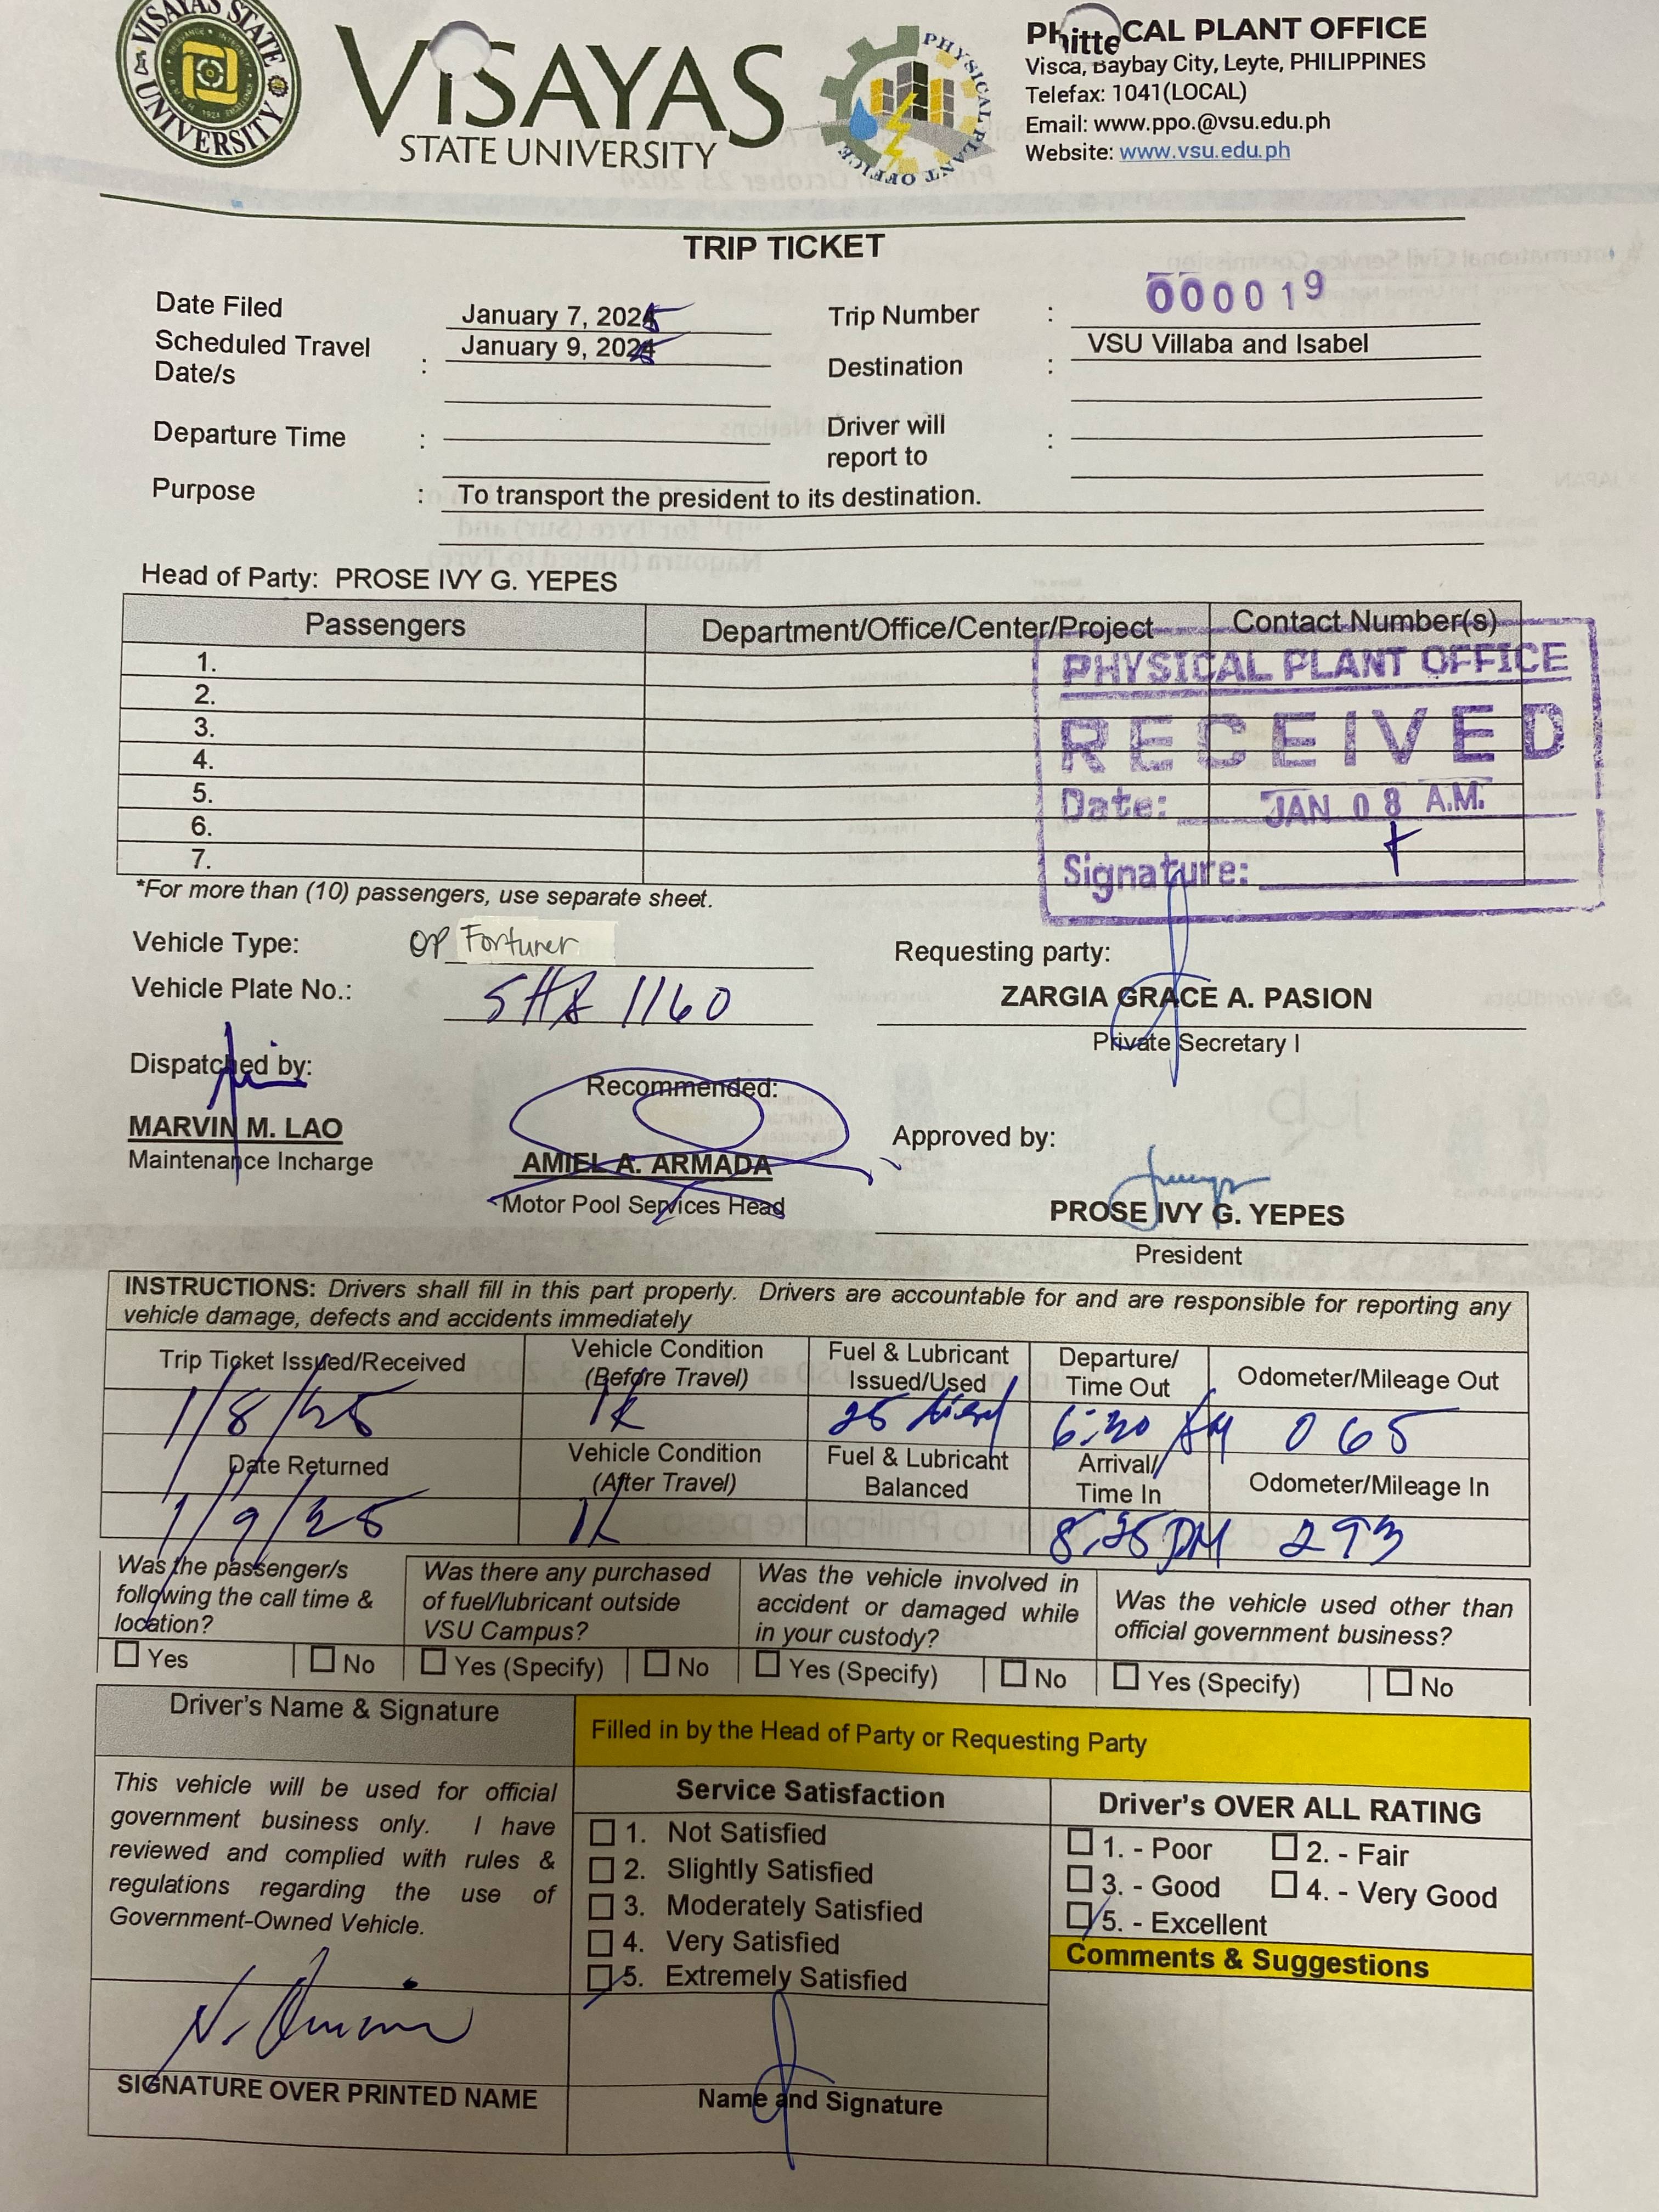 VISAYAS STATE UNIVERSITY
VISAYAS
STATE UNIVERSITY
PHYSICAL PLANT OFFICE
CAL PLANT OFFICE
Visca, Baybay City, Leyte, PHILIPPINES
Telefax: 1041(LOCAL)
Email: www.ppo.@vsu.edu.ph
Website: www.vsu.edu.ph
TRIP TICKET
Date Filed January 7, 2025 Trip Number : 000019
Scheduled Travel Date/s : January 9, 2025 Destination : VSU Villaba and Isabel
Departure Time : Driver will report to :
Purpose : To transport the president to its destination.
Head of Party: PROSE IVY G. YEPES
Passengers Department/Office/Center/Project Contact Number(s)
1.
2.
3.
4.
5.
6.
7.
PHYSICAL PLANT OFFICE
RECEIVED
Date: JAN 08 A.M.
Signature:
*For more than (10) passengers, use separate sheet.
Vehicle Type: OP Fortuner
Vehicle Plate No.: 1160
Requesting party:
ZARGIA GRACE A. PASION
Private Secretary I
Dispatched by:
MARVIN M. LAO
Maintenance Incharge
Recommended:
AMIEL A. ARMADA
Motor Pool Services Head
Approved by:
PROSE IVY G. YEPES
President
INSTRUCTIONS: Drivers shall fill in this part properly. Drivers are accountable for and are responsible for reporting any
vehicle damage, defects and accidents immediately
Trip Ticket Issued/Received Vehicle Condition (Before Travel) Fuel & Lubricant Issued/Used Departure/ Time Out Odometer/Mileage Out
1/8/25 25 065
Date Returned Vehicle Condition (After Travel) Fuel & Lubricant Balanced Arrival/ Time In Odometer/Mileage In
1/9/25 8:25 PM 293
Was the passenger/s following the call time & location?
Yes No
Was there any purchased of fuel/lubricant outside VSU Campus?
Yes (Specify) No
Was the vehicle involved in accident or damaged while in your custody?
Yes (Specify) No
Was the vehicle used other than official government business?
Yes (Specify) No
Driver's Name & Signature
This vehicle will be used for official
government business only. I have
reviewed and complied with rules &
regulations regarding the use of
Government-Owned Vehicle.
SIGNATURE OVER PRINTED NAME
Filled in by the Head of Party or Requesting Party
Service Satisfaction
1. Not Satisfied
2. Slightly Satisfied
3. Moderately Satisfied
4. Very Satisfied
5. Extremely Satisfied
Name and Signature
Driver's OVER ALL RATING
1. - Poor 2. - Fair
3. - Good 4. - Very Good
5. - Excellent
Comments & Suggestions